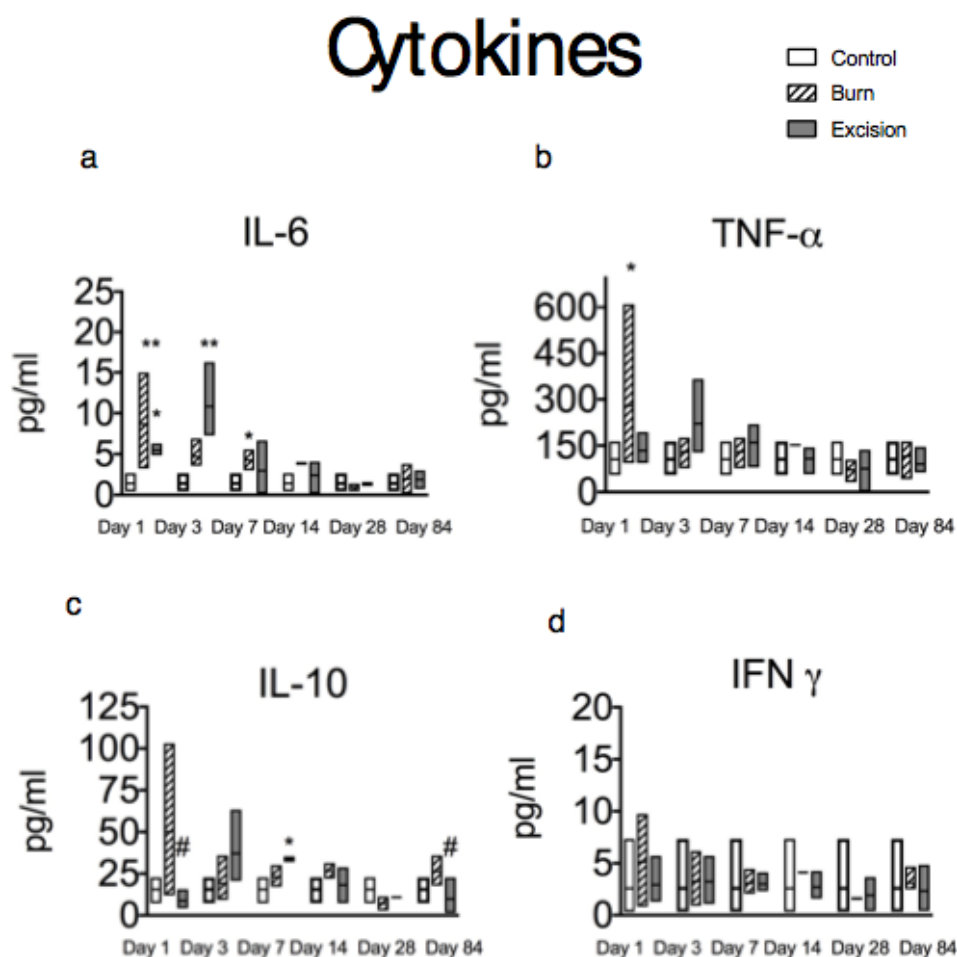 Cytokines
Control
Burn
Excision
a
IL-6
pg/ml
25
20
15
10
5
0
**
*
**
*
Day 1 Day 3 Day 7 Day 14 Day 28 Day 84
b
TNF-α
pg/ml
600
450
300
150
0
*
Day 1 Day 3 Day 7 Day 14 Day 28 Day 84
c
IL-10
pg/ml
125
100
75
50
25
0
#
*
#
Day 1 Day 3 Day 7 Day 14 Day 28 Day 84
d
IFN γ
pg/ml
20
15
10
5
0
Day 1 Day 3 Day 7 Day 14 Day 28 Day 84